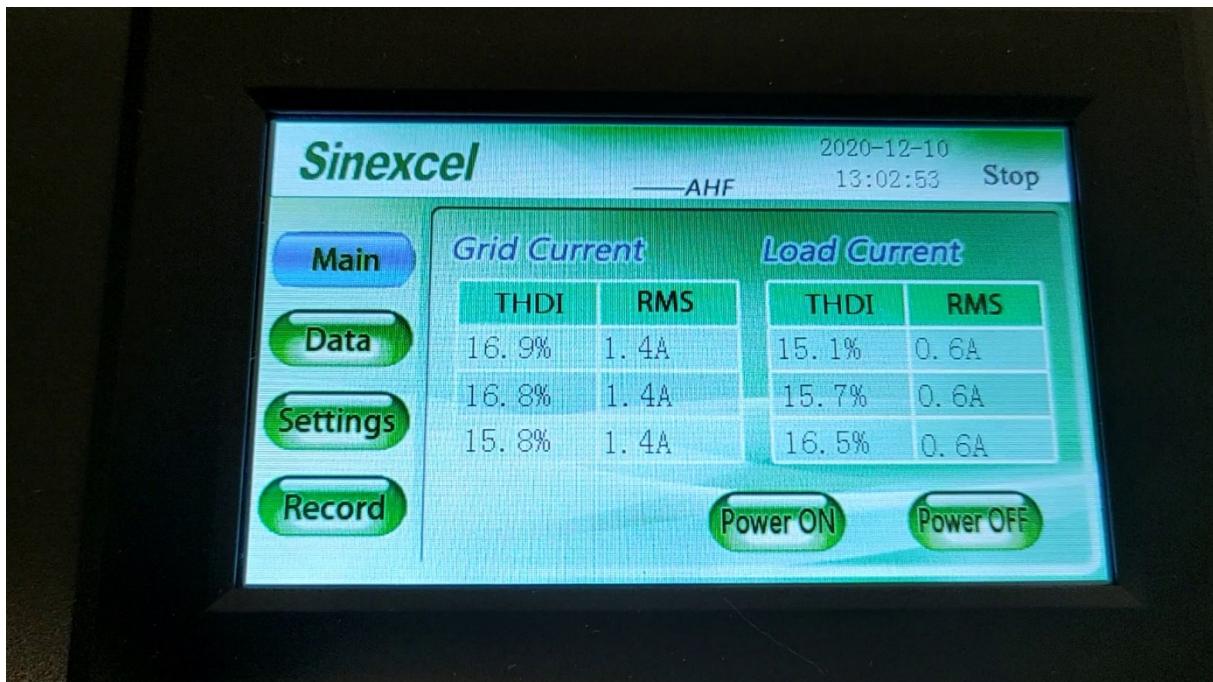 Sinexcel
——AHF
2020-12-10
13:02:53
Stop
Main
Data
Settings
Record
Grid Current
THDI RMS
16.9% 1.4A
16.8% 1.4A
15.8% 1.4A
Load Current
THDI RMS
15.1% 0.6A
15.7% 0.6A
16.5% 0.6A
Power ON
Power OFF